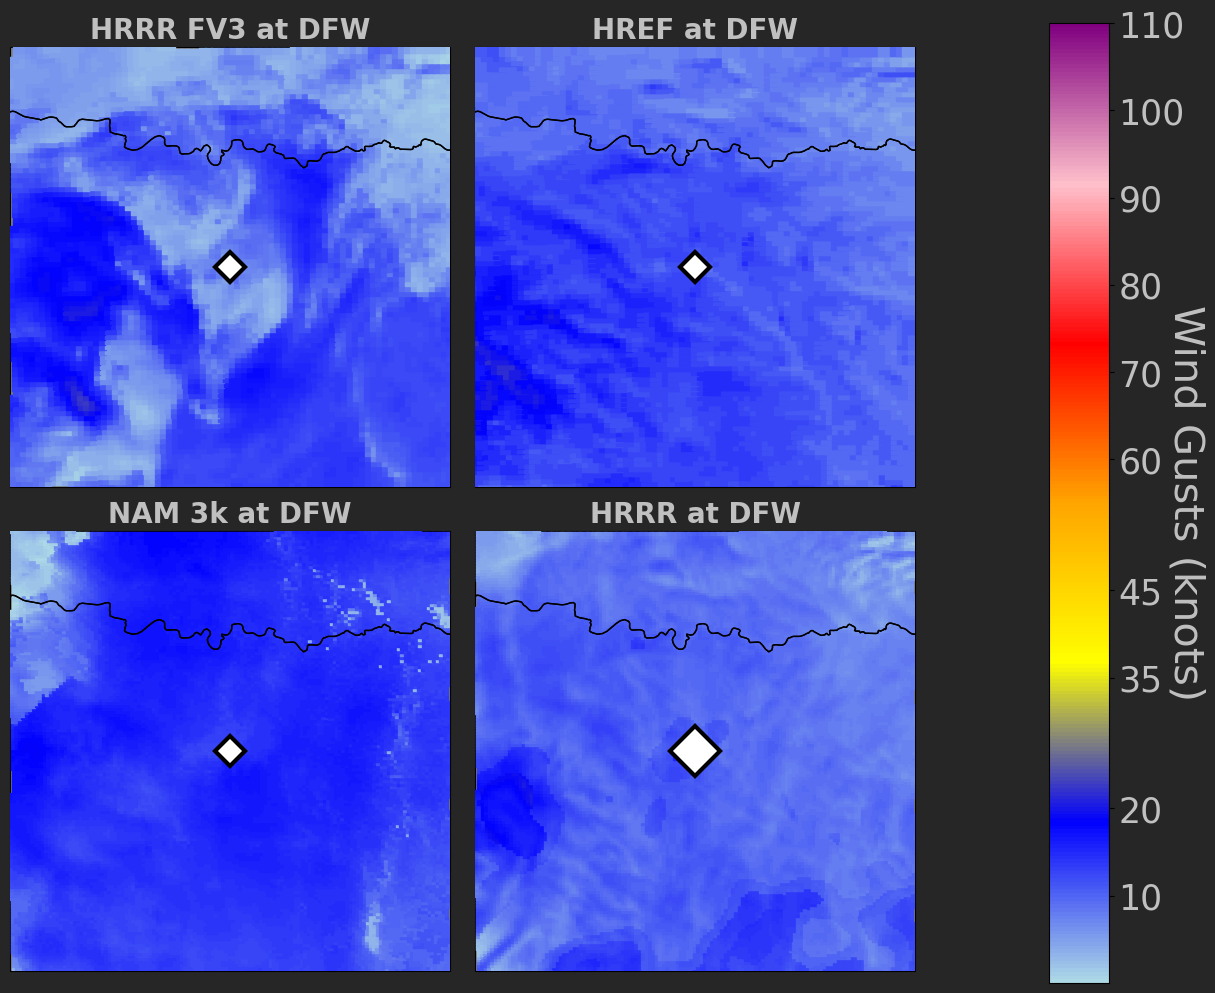 HRRR FV3 at DFW
HREF at DFW
NAM 3k at DFW
HRRR at DFW
110
100
90
80
70
60
45
35
20
10
Wind Gusts (knots)